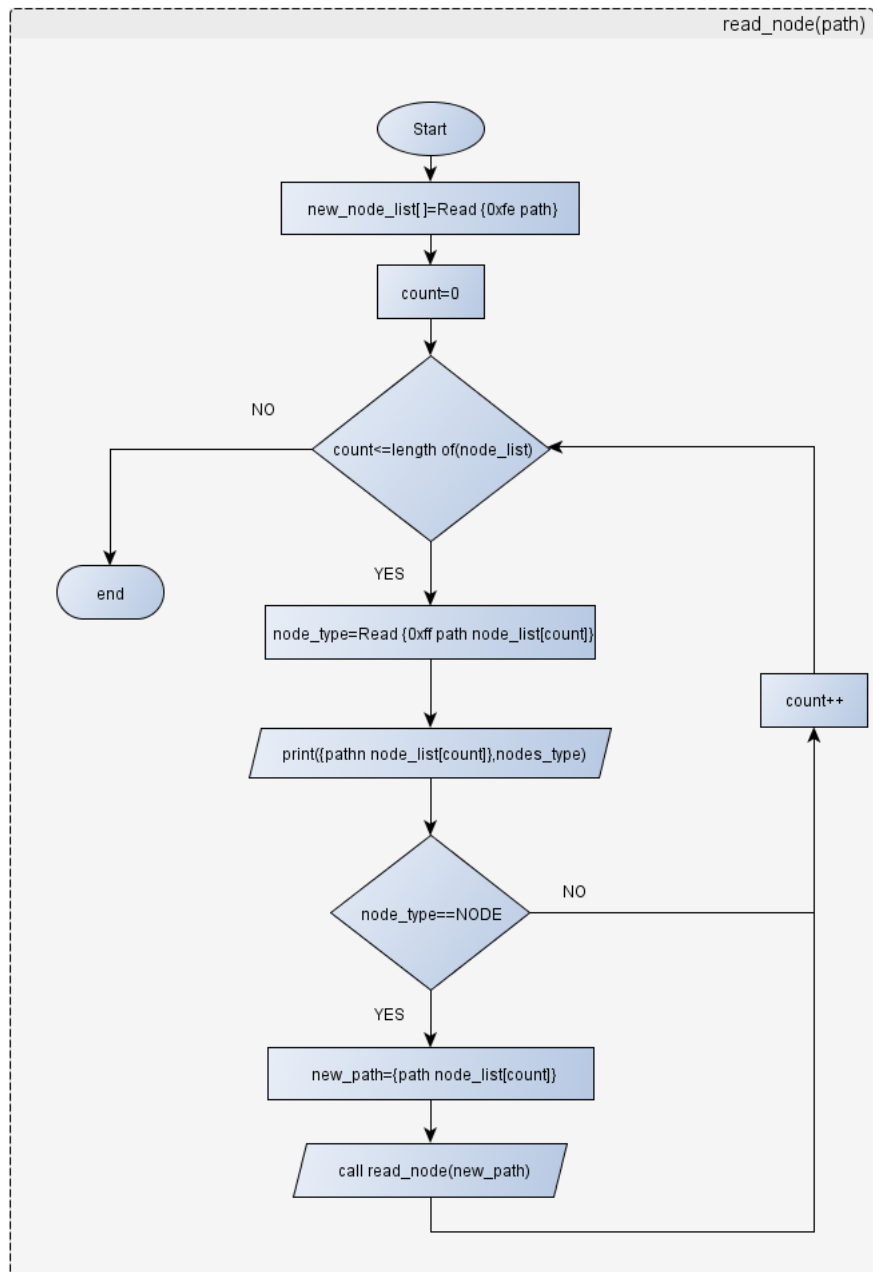 read_node(path)
Start
new_node_list[ ]=Read {0xfe path}
count=0
NO
count<=length of(node_list)
YES
end
node_type=Read {0xff path node_list[count]}
count++
print({pathn node_list[count]},nodes_type)
node_type==NODE
NO
YES
new_path={path node_list[count]}
call read_node(new_path)